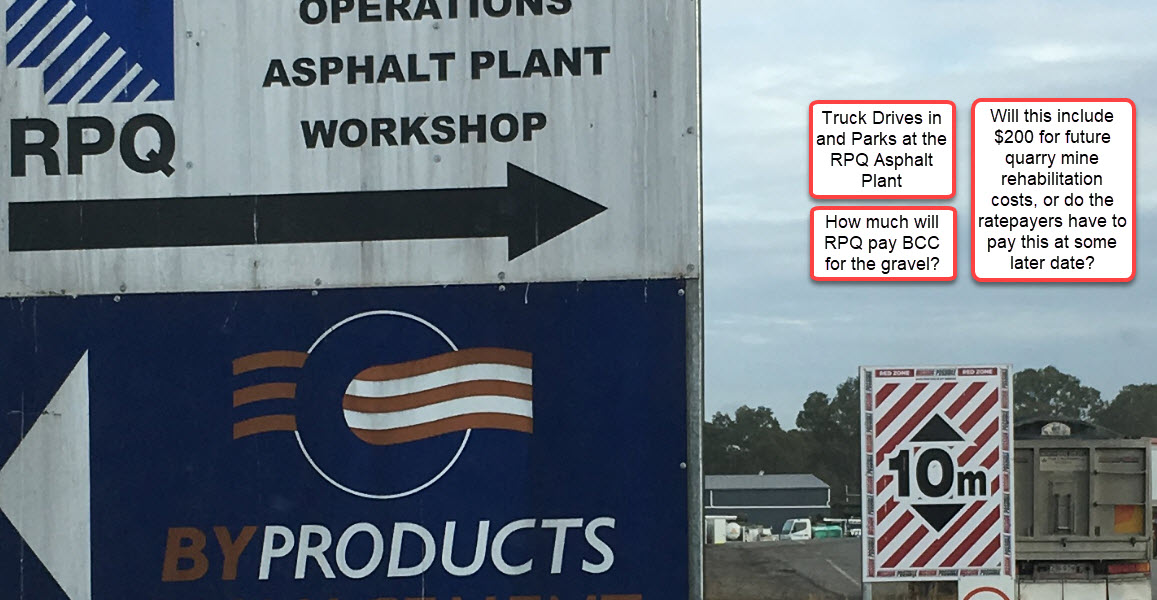 OPERATIONS
ASPHALT PLANT
WORKSHOP
RPQ
BYPRODUCTS
Truck Drives in
and Parks at the
RPQ Asphalt
Plant
How much will
RPQ pay BCC
for the gravel?
Will this include
$200 for future
quarry mine
rehabilitation
costs, or do the
ratepayers have to
pay this at some
later date?
RED ZONE MISSION POSSIBLE RED ZONE
10m